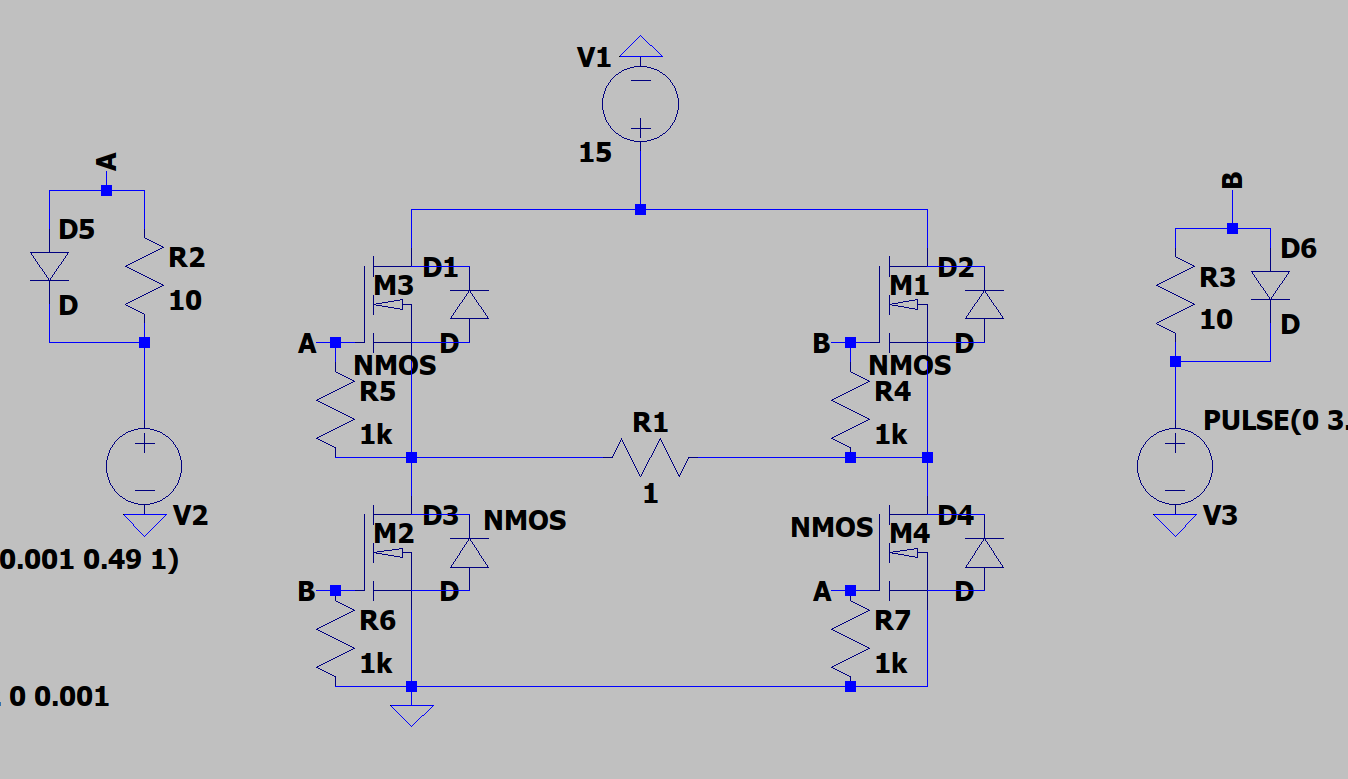 V1
15
A
B
D5
R2
D
10
D6
R3
10
D
D1
M3
D2
M1
A
D
B
D
NMOS
NMOS
R5
R4
R1
1k
1k
1
PULSE(0 3.
V2
V3
D3
NMOS
M2
NMOS
D4
M4
0.001 0.49 1)
B
D
A
D
R6
R7
1k
1k
0 0.001